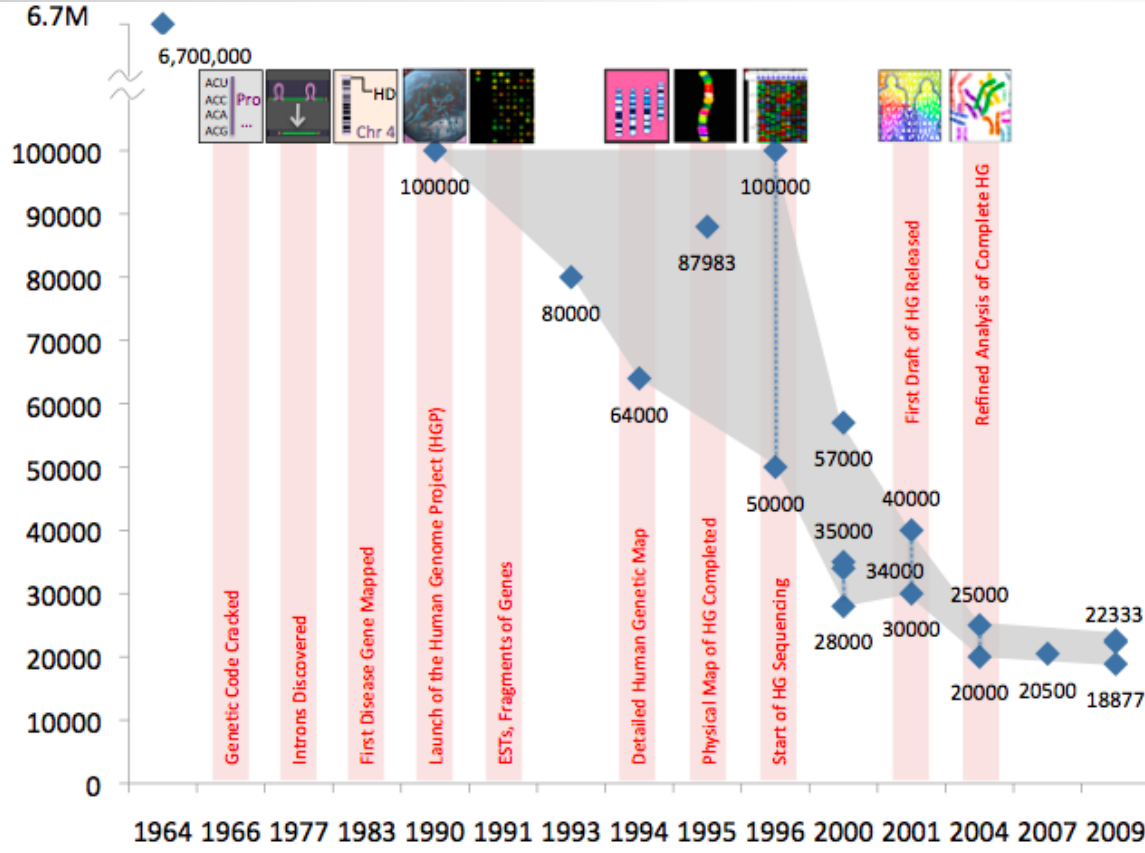 6.7M
6,700,000
ACU
ACC
ACA
ACG
Pro
...
HD
Chr 4
100000
90000
80000
70000
60000
50000
40000
30000
20000
10000
0
100000
80000
64000
87983
100000
50000
57000
35000
34000
28000
40000
30000
25000
20000
20500
22333
18877
Genetic Code Cracked
Introns Discovered
First Disease Gene Mapped
Launch of the Human Genome Project (HGP)
ESTs, Fragments of Genes
Detailed Human Genetic Map
Physical Map of HG Completed
Start of HG Sequencing
First Draft of HG Released
Refined Analysis of Complete HG
1964 1966 1977 1983 1990 1991 1993 1994 1995 1996 2000 2001 2004 2007 2009